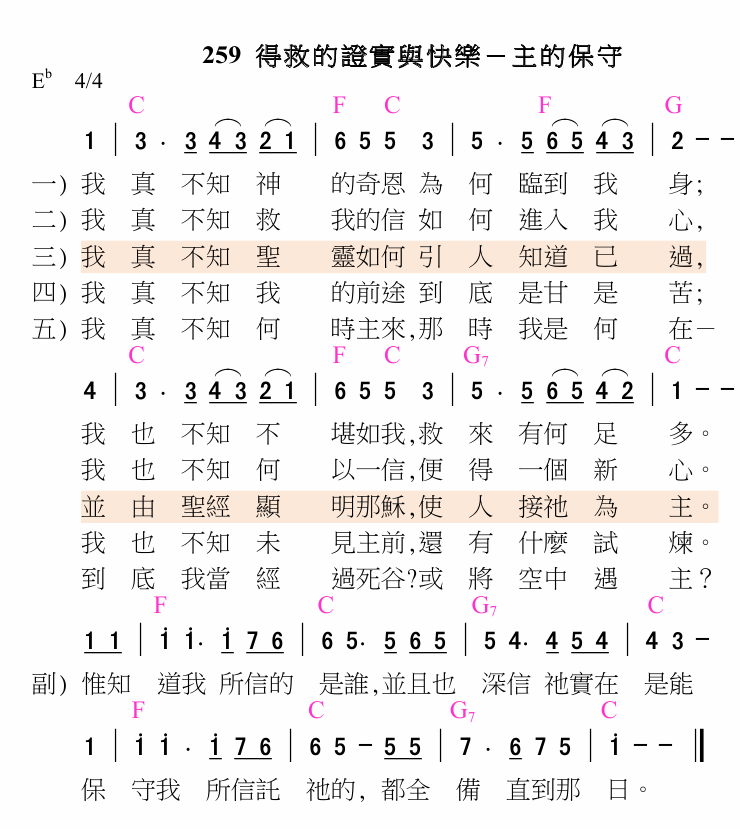 259 得救的證實與快樂－主的保守
E♭ 4/4
C F C F G
1 | 3 . 3 4 3 2 1 | 6 5 5 3 | 5 . 5 6 5 4 3 | 2 － －
一) 我 真 不知 神 的奇恩 為 何 臨到 我 身;
二) 我 真 不知 救 我的信 如 何 進入 我 心,
三) 我 真 不知 聖 靈如何 引 人 知道 已 過,
四) 我 真 不知 我 的前途 到 底 是甘 是 苦;
五) 我 真 不知 何 時主來,那 時 我是 何 在－
C F C G7 C
4 | 3 . 3 4 3 2 1 | 6 5 5 3 | 5 . 5 6 5 4 2 | 1 － －
我 也 不知 不 堪如我,救 來 有何 足 多。
我 也 不知 何 以一信,便 得 一個 新 心。
並 由 聖經 顯 明那穌,使 人 接祂 為 主。
我 也 不知 未 見主前,還 有 什麼 試 煉。
到 底 我當 經 過死谷?或 將 空中 遇 主?
F C G7 C
1 1 | i i· i 7 6 | 6 5· 5 6 5 | 5 4· 4 5 4 | 4 3 －
副) 惟知 道我 所信的 是誰,並且也 深信 祂實在 是能
F C G7 C
1 | i i . i 7 6 | 6 5 － 5 5 | 7 . 6 7 5 | i － － ‖
保 守我 所信託 祂的, 都全 備 直到那 日。